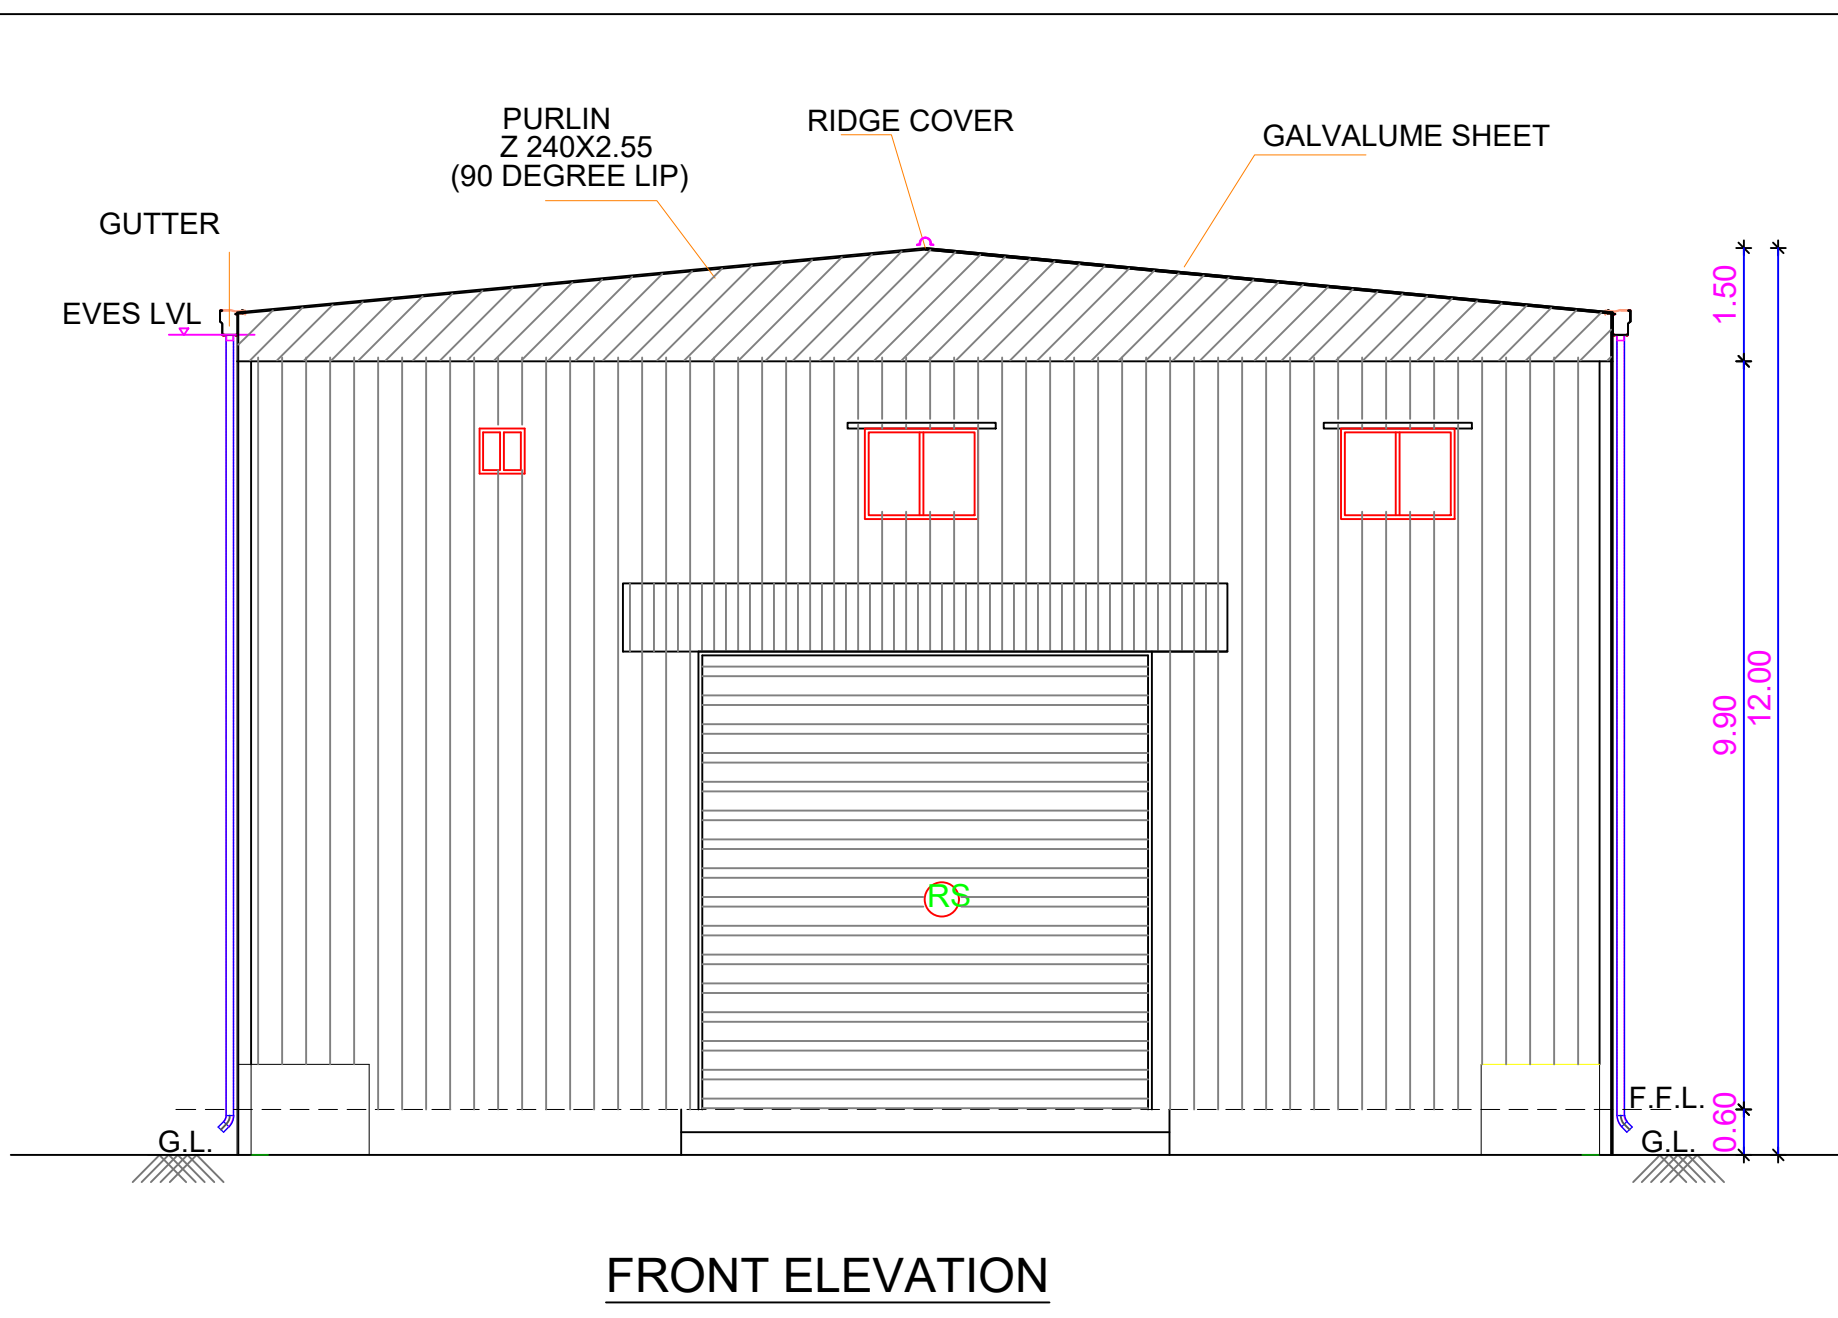 PURLIN
Z 240X2.55
(90 DEGREE LIP)
RIDGE COVER
GALVALUME SHEET
GUTTER
EVES LVL
1.50
9.90
12.00
RS
F.F.L.
0.60
G.L.
G.L.
FRONT ELEVATION